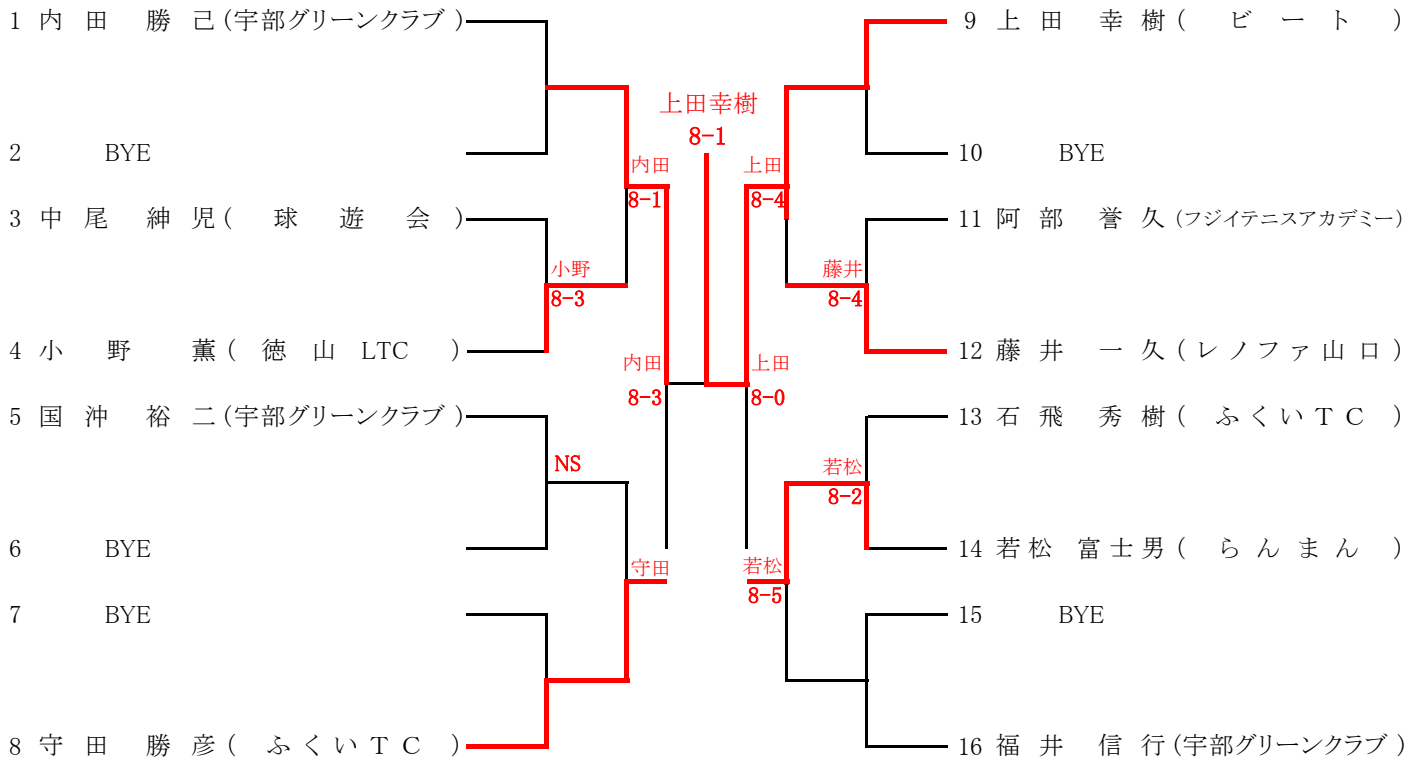 1 内田 勝己(宇部グリーンクラブ)
2 BYE
3 中尾 紳児(球遊会)
4 小野 薫(徳山LTC)
5 国沖 裕二(宇部グリーンクラブ)
6 BYE
7 BYE
8 守田 勝彦(ふくいTC)
内田
8-1
小野
8-3
内田
8-3
NS
守田
上田幸樹
8-1
上田
8-4
藤井
8-4
上田
8-0
若松
8-2
若松
8-5
9 上田 幸樹(ビート)
10 BYE
11 阿部 誉久(フジイテニスアカデミー)
12 藤井 一久(レノファ山口)
13 石飛 秀樹(ふくいTC)
14 若松 富士男(らんまん)
15 BYE
16 福井 信行(宇部グリーンクラブ)